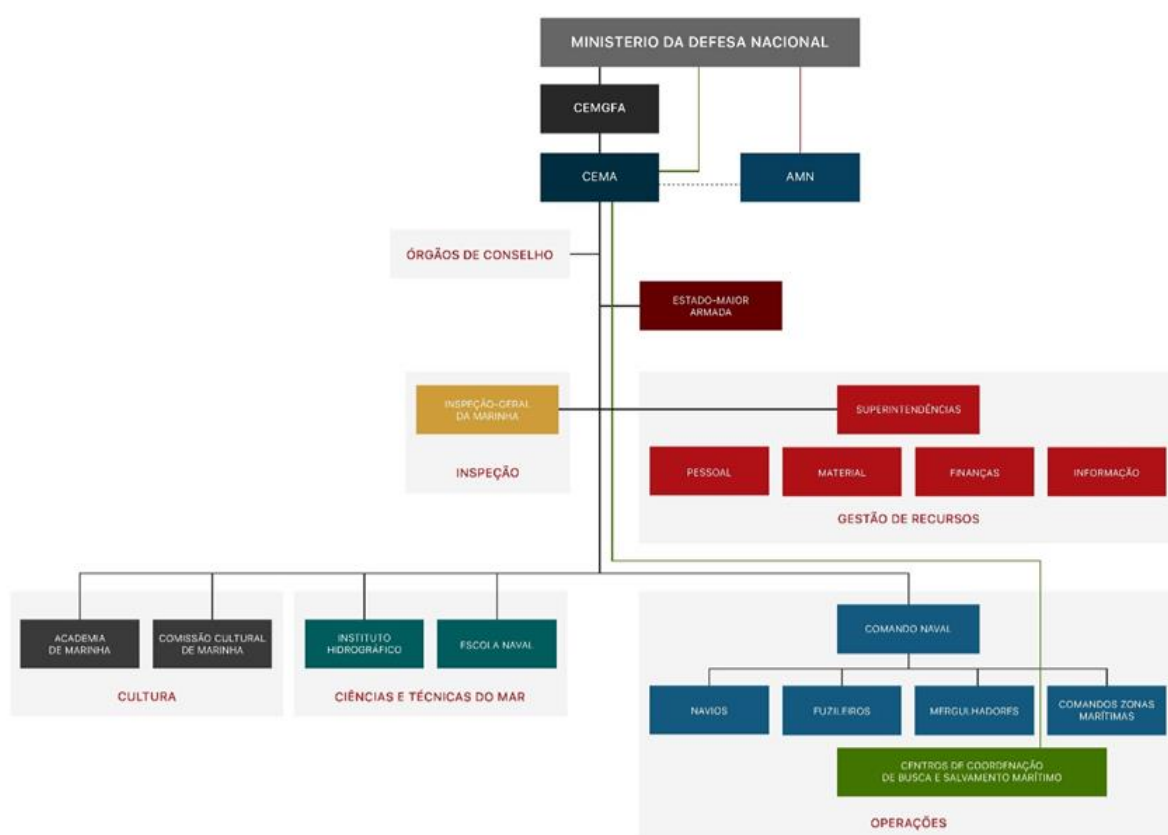 MINISTERIO DA DEFESA NACIONAL
CEMGFA
CEMA
AMN
ÓRGÃOS DE CONSELHO
ESTADO-MAIOR
ARMADA
INSPEÇÃO-GERAL
DA MARINHA
INSPEÇÃO
SUPERINTENDÊNCIAS
PESSOAL
MATERIAL
FINANÇAS
INFORMAÇÃO
GESTÃO DE RECURSOS
ACADEMIA
DE MARINHA
COMISSÃO CULTURAL
DE MARINHA
CULTURA
INSTITUTO
HIDROGRÁFICO
ESCOLA NAVAL
CIÊNCIAS E TÉCNICAS DO MAR
COMANDO NAVAL
NAVIOS
FUZILEIROS
MERGULHADORES
COMANDOS ZONAS
MARÍTIMAS
CENTROS DE COORDENAÇÃO
DE BUSCA E SALVAMENTO MARÍTIMO
OPERAÇÕES